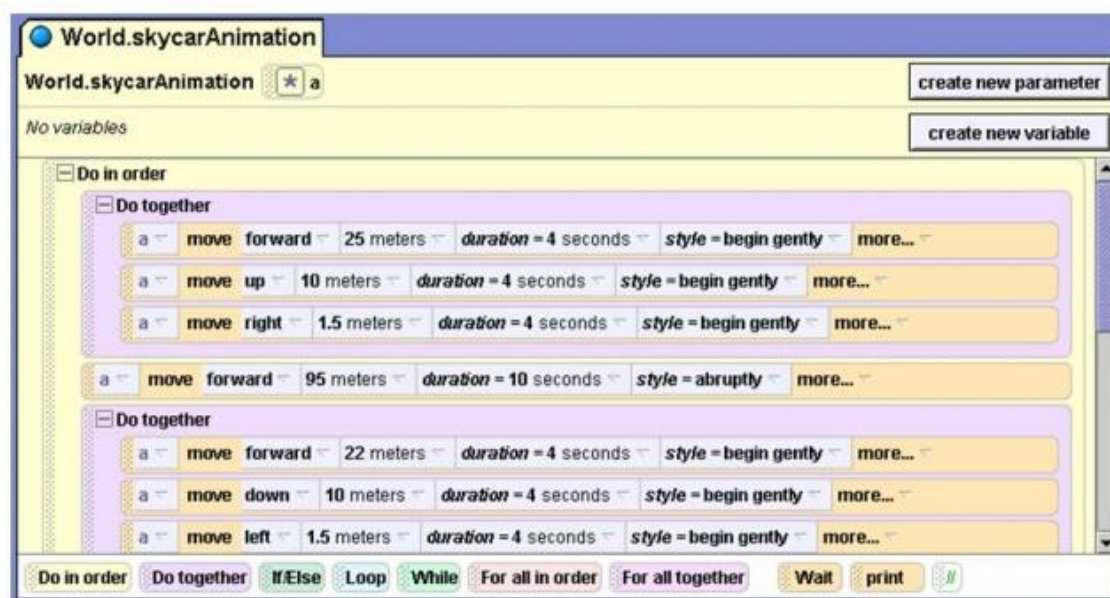 World.skycarAnimation
World.skycarAnimation * a create new parameter
No variables create new variable
Do in order
Do together
a move forward 25 meters duration = 4 seconds style = begin gently more...
a move up 10 meters duration = 4 seconds style = begin gently more...
a move right 1.5 meters duration = 4 seconds style = begin gently more...
a move forward 95 meters duration = 10 seconds style = abruptly more...
Do together
a move forward 22 meters duration = 4 seconds style = begin gently more...
a move down 10 meters duration = 4 seconds style = begin gently more...
a move left 1.5 meters duration = 4 seconds style = begin gently more...
Do in order Do together If/Else Loop While For all in order For all together Wait print //